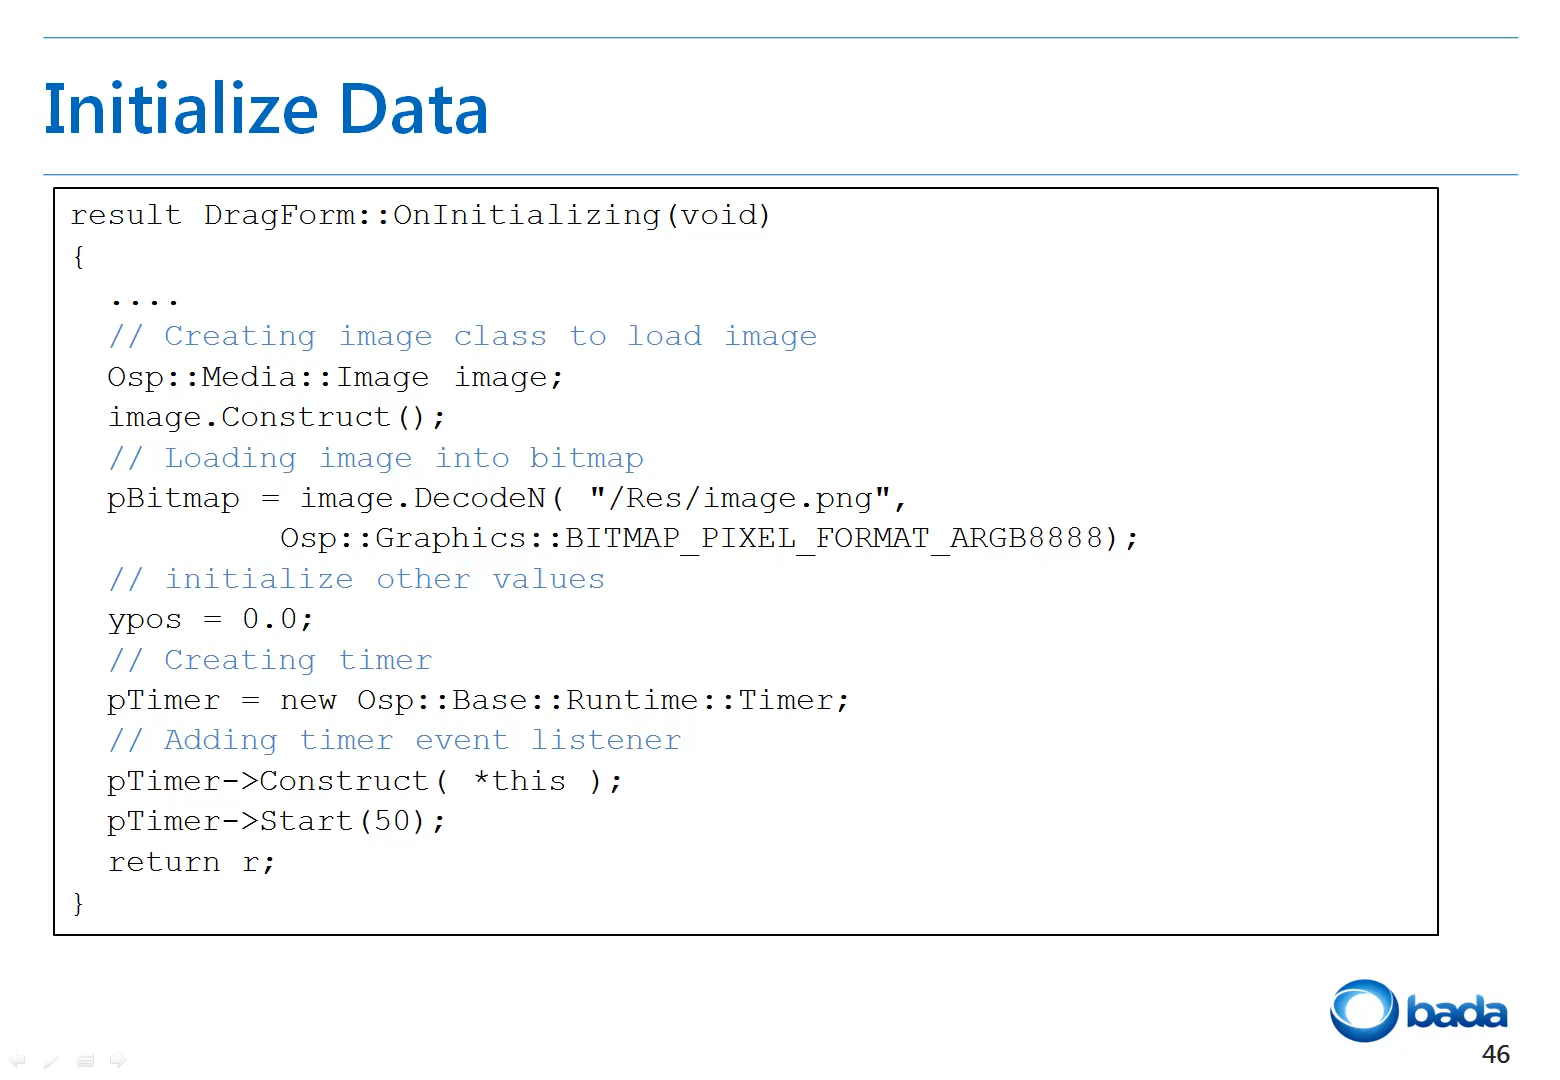 Initialize Data
result DragForm::OnInitializing(void)
{
....
// Creating image class to load image
Osp::Media::Image image;
image.Construct();
// Loading image into bitmap
pBitmap = image.DecodeN( "/Res/image.png",
Osp::Graphics::BITMAP_PIXEL_FORMAT_ARGB8888);
// initialize other values
ypos = 0.0;
// Creating timer
pTimer = new Osp::Base::Runtime::Timer;
// Adding timer event listener
pTimer->Construct( *this );
pTimer->Start(50);
return r;
}
bada
46